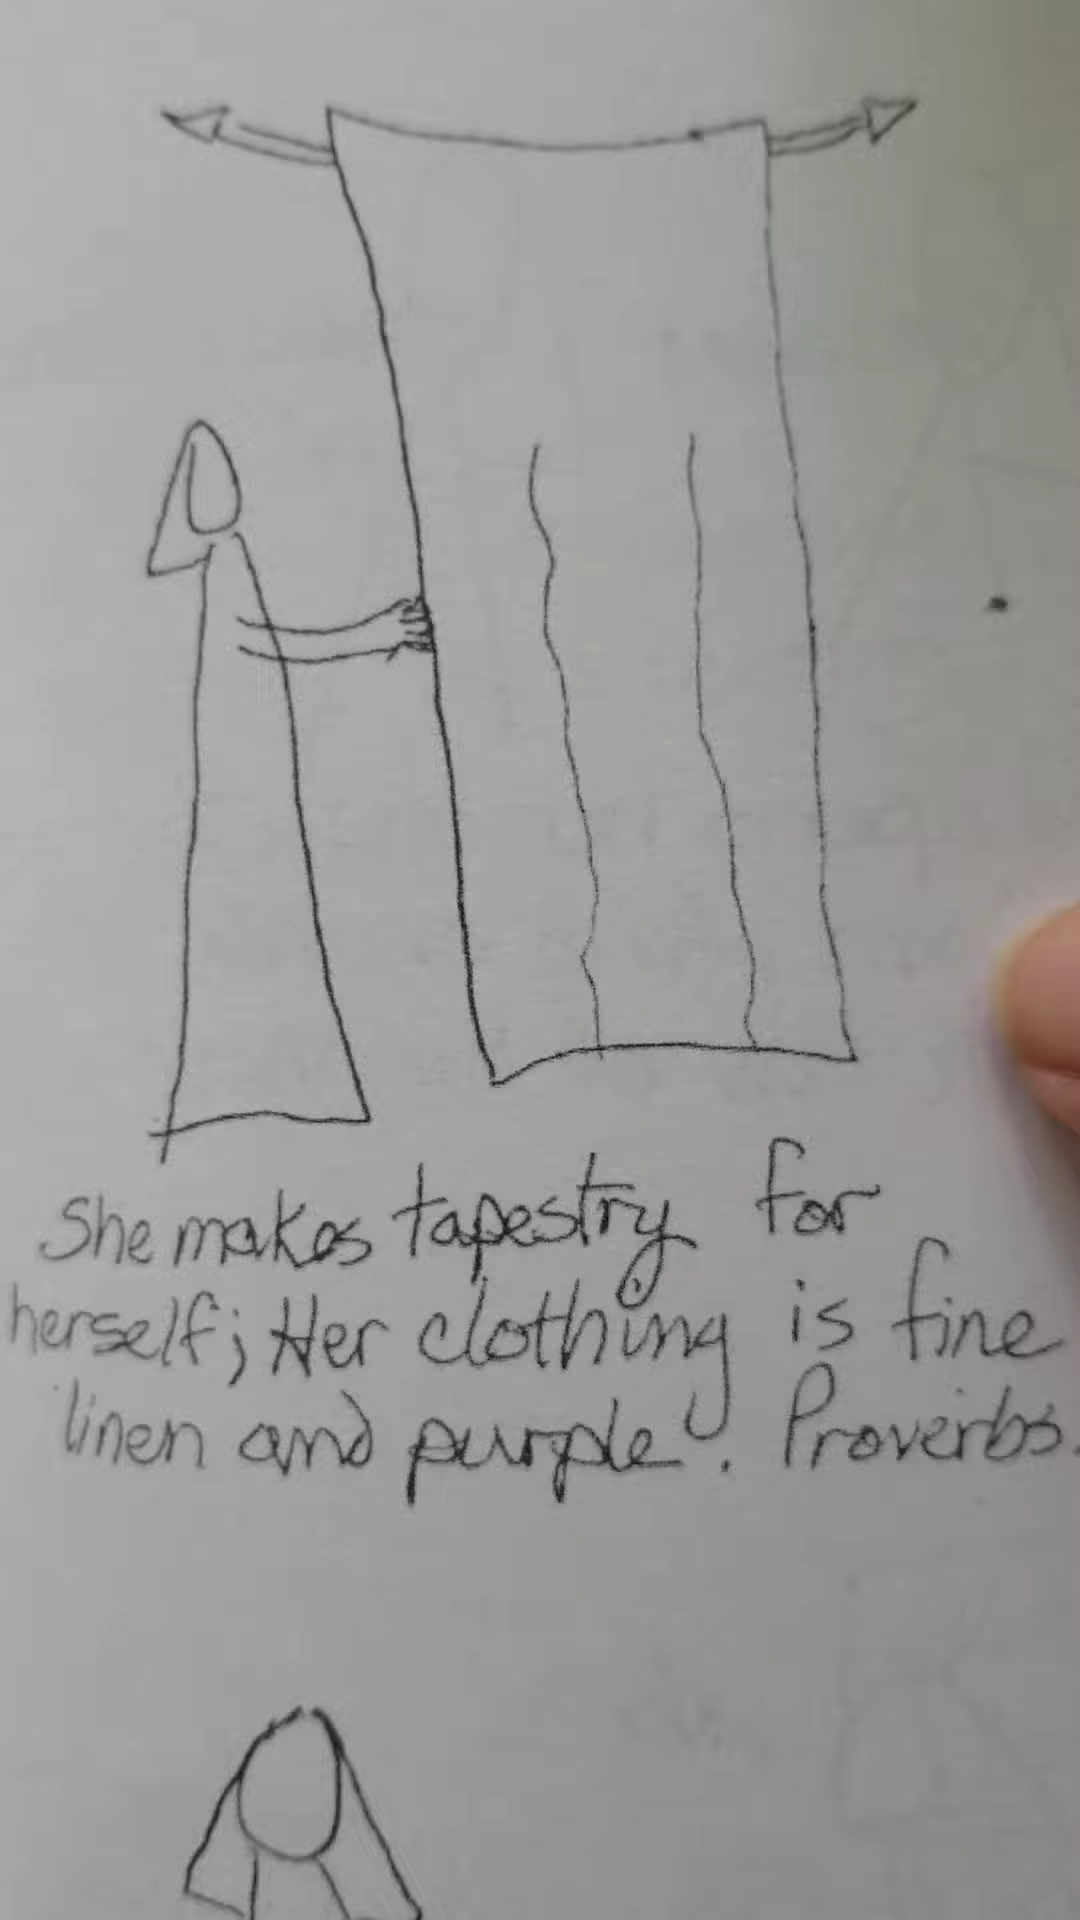 She makes tapestry for
herself; Her clothing is fine
linen and purple. Proverbs.